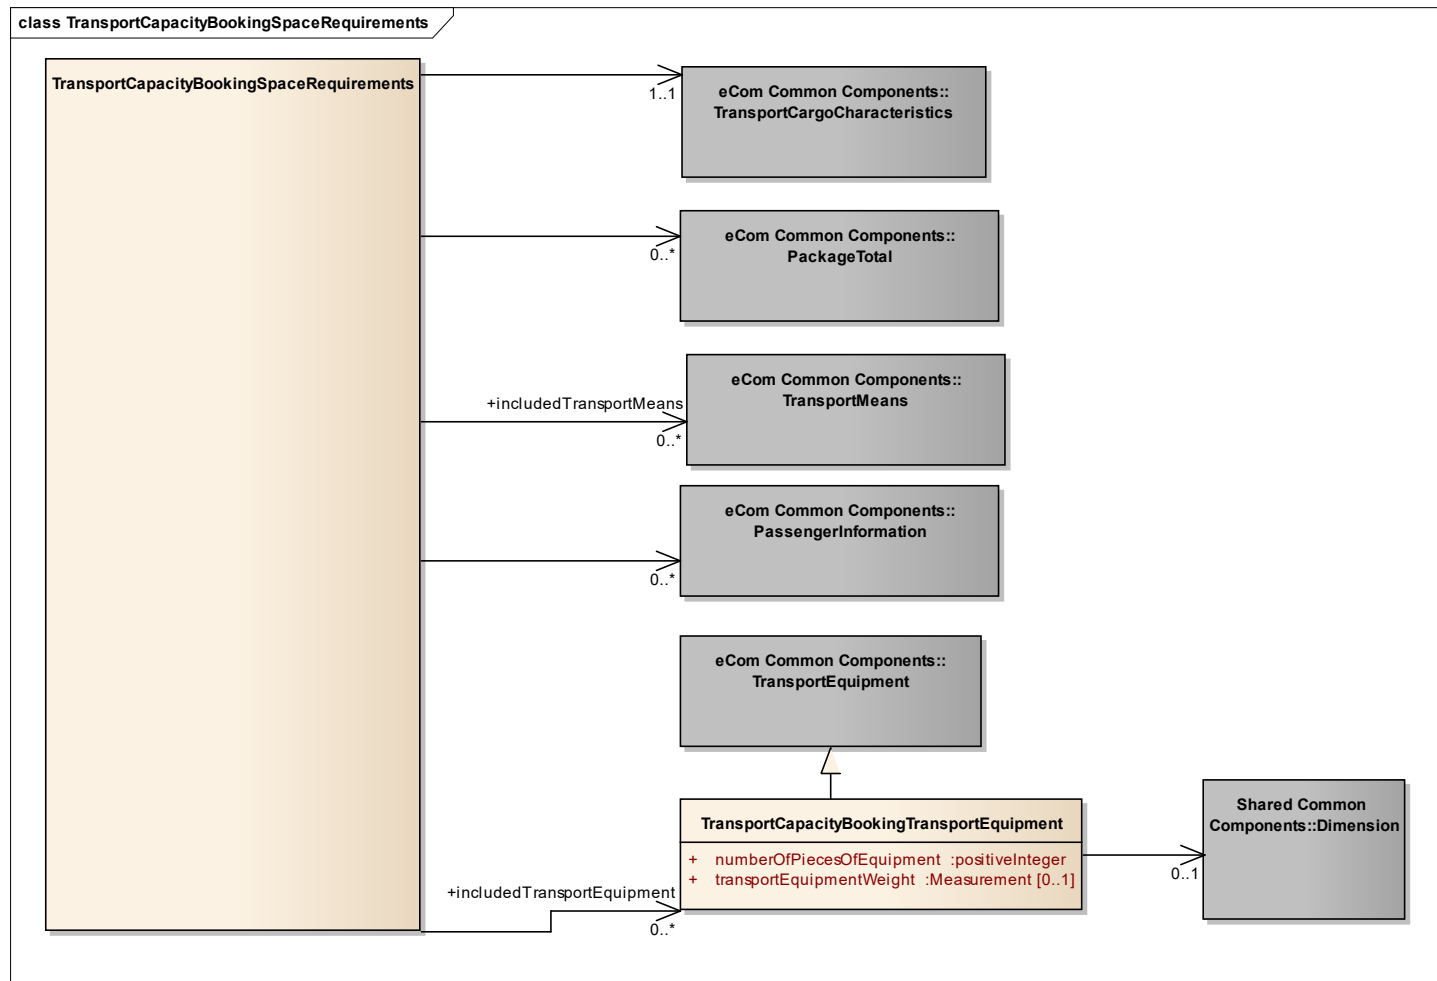 class TransportCapacityBookingSpaceRequirements
TransportCapacityBookingSpaceRequirements
1..1
eCom Common Components::
TransportCargoCharacteristics
0..*
eCom Common Components::
PackageTotal
+includedTransportMeans
0..*
eCom Common Components::
TransportMeans
0..*
eCom Common Components::
PassengerInformation
eCom Common Components::
TransportEquipment
+includedTransportEquipment
0..*
TransportCapacityBookingTransportEquipment
+ numberOfPiecesOfEquipment :positiveInteger
+ transportEquipmentWeight :Measurement [0..1]
0..1
Shared Common
Components::Dimension